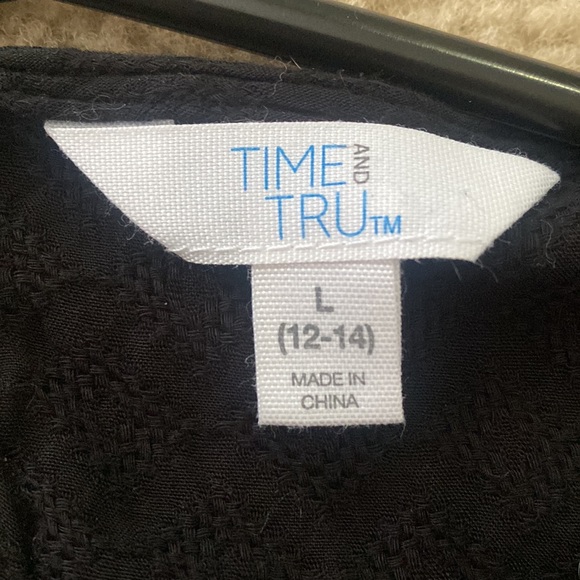 TIME AND
TRU™
L
(12-14)
MADE IN
CHINA